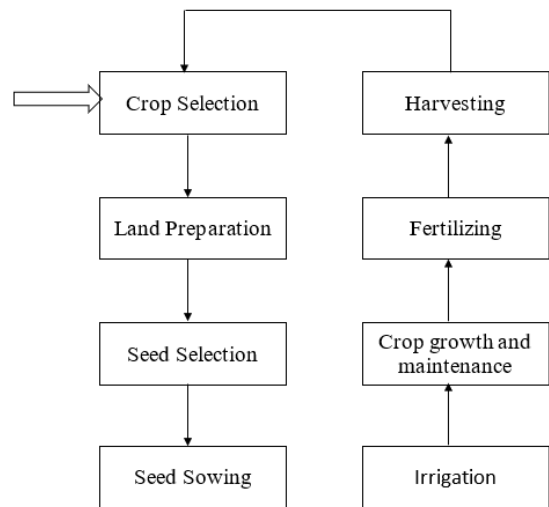 Crop Selection
Land Preparation
Seed Selection
Seed Sowing
Harvesting
Fertilizing
Crop growth and
maintenance
Irrigation